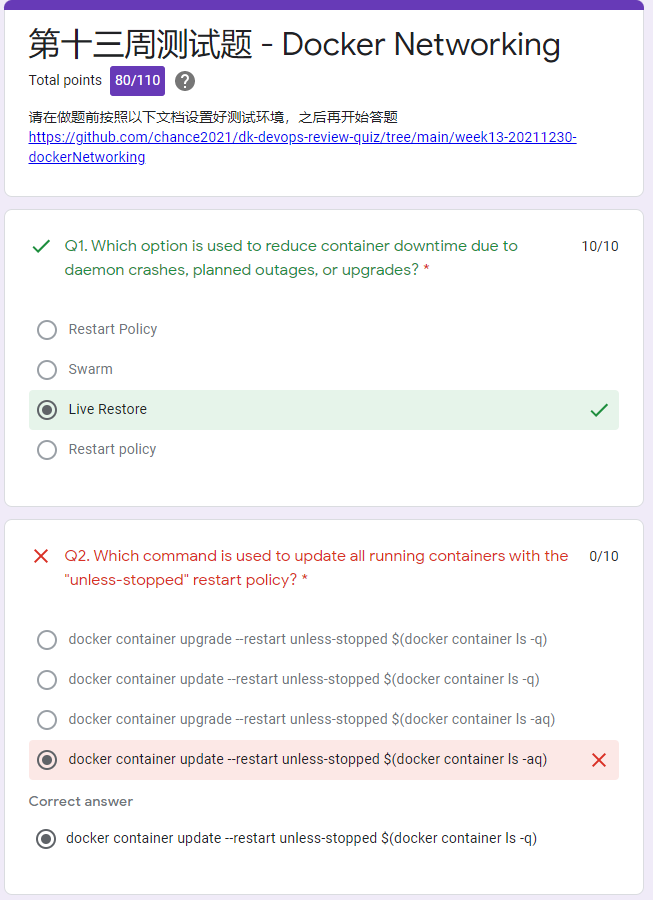 第十三周测试题 - Docker Networking
Total points 80/110 ?
请在做题前按照以下文档设置好测试环境，之后再开始答题
https://github.com/chance2021/dk-devops-review-quiz/tree/main/week13-20211230-
dockerNetworking
Q1. Which option is used to reduce container downtime due to 10/10
daemon crashes, planned outages, or upgrades? *
Restart Policy
Swarm
Live Restore
Restart policy
Q2. Which command is used to update all running containers with the 0/10
"unless-stopped" restart policy? *
docker container upgrade --restart unless-stopped $(docker container ls -q)
docker container update --restart unless-stopped $(docker container ls -q)
docker container upgrade --restart unless-stopped $(docker container ls -aq)
docker container update --restart unless-stopped $(docker container ls -aq)
Correct answer
docker container update --restart unless-stopped $(docker container ls -q)